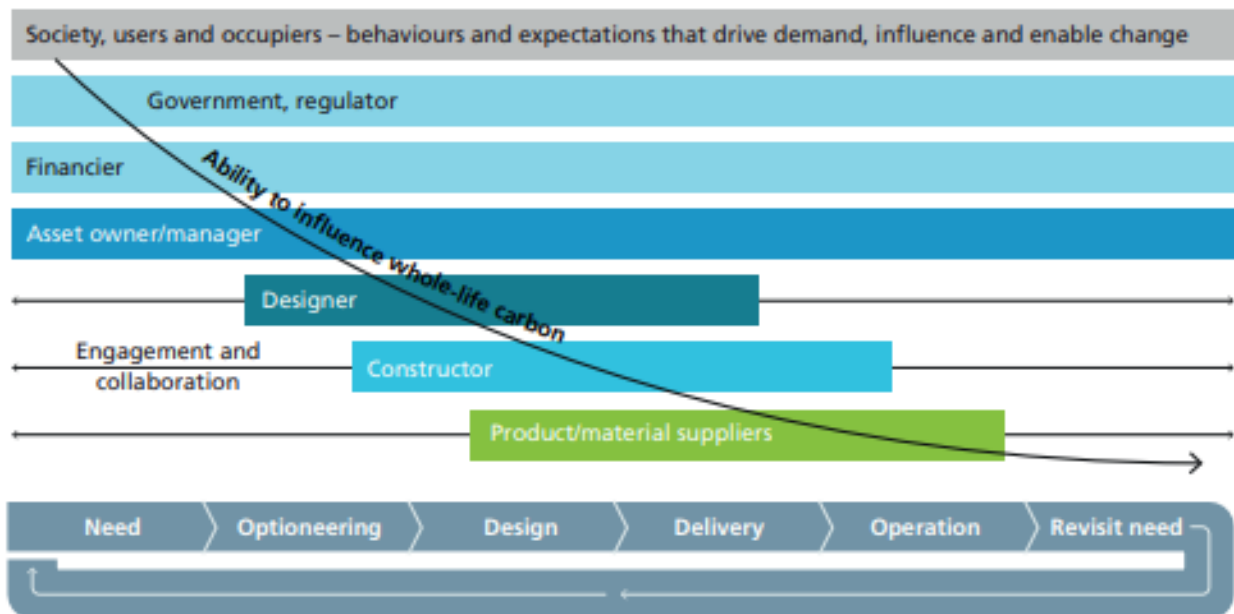 Society, users and occupiers – behaviours and expectations that drive demand, influence and enable change
Government, regulator
Financier
Ability to influence whole-life carbon
Asset owner/manager
Designer
Engagement and
collaboration
Constructor
Product/material suppliers
Need
Optioneering
Design
Delivery
Operation
Revisit need